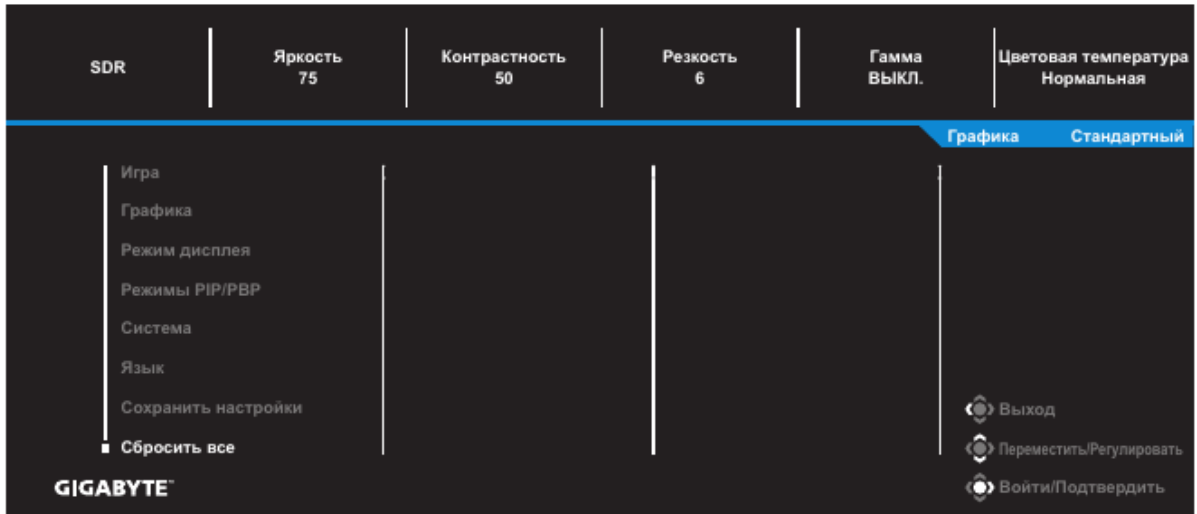 SDR
Яркость
75
Контрастность
50
Резкость
6
Гамма
ВЫКЛ.
Цветовая температура
Нормальная
Графика Стандартный
Игра
Графика
Режим дисплея
Режимы PIP/PBP
Система
Язык
Сохранить настройки
Сбросить все
Выход
Переместить/Регулировать
Войти/Подтвердить
GIGABYTE™